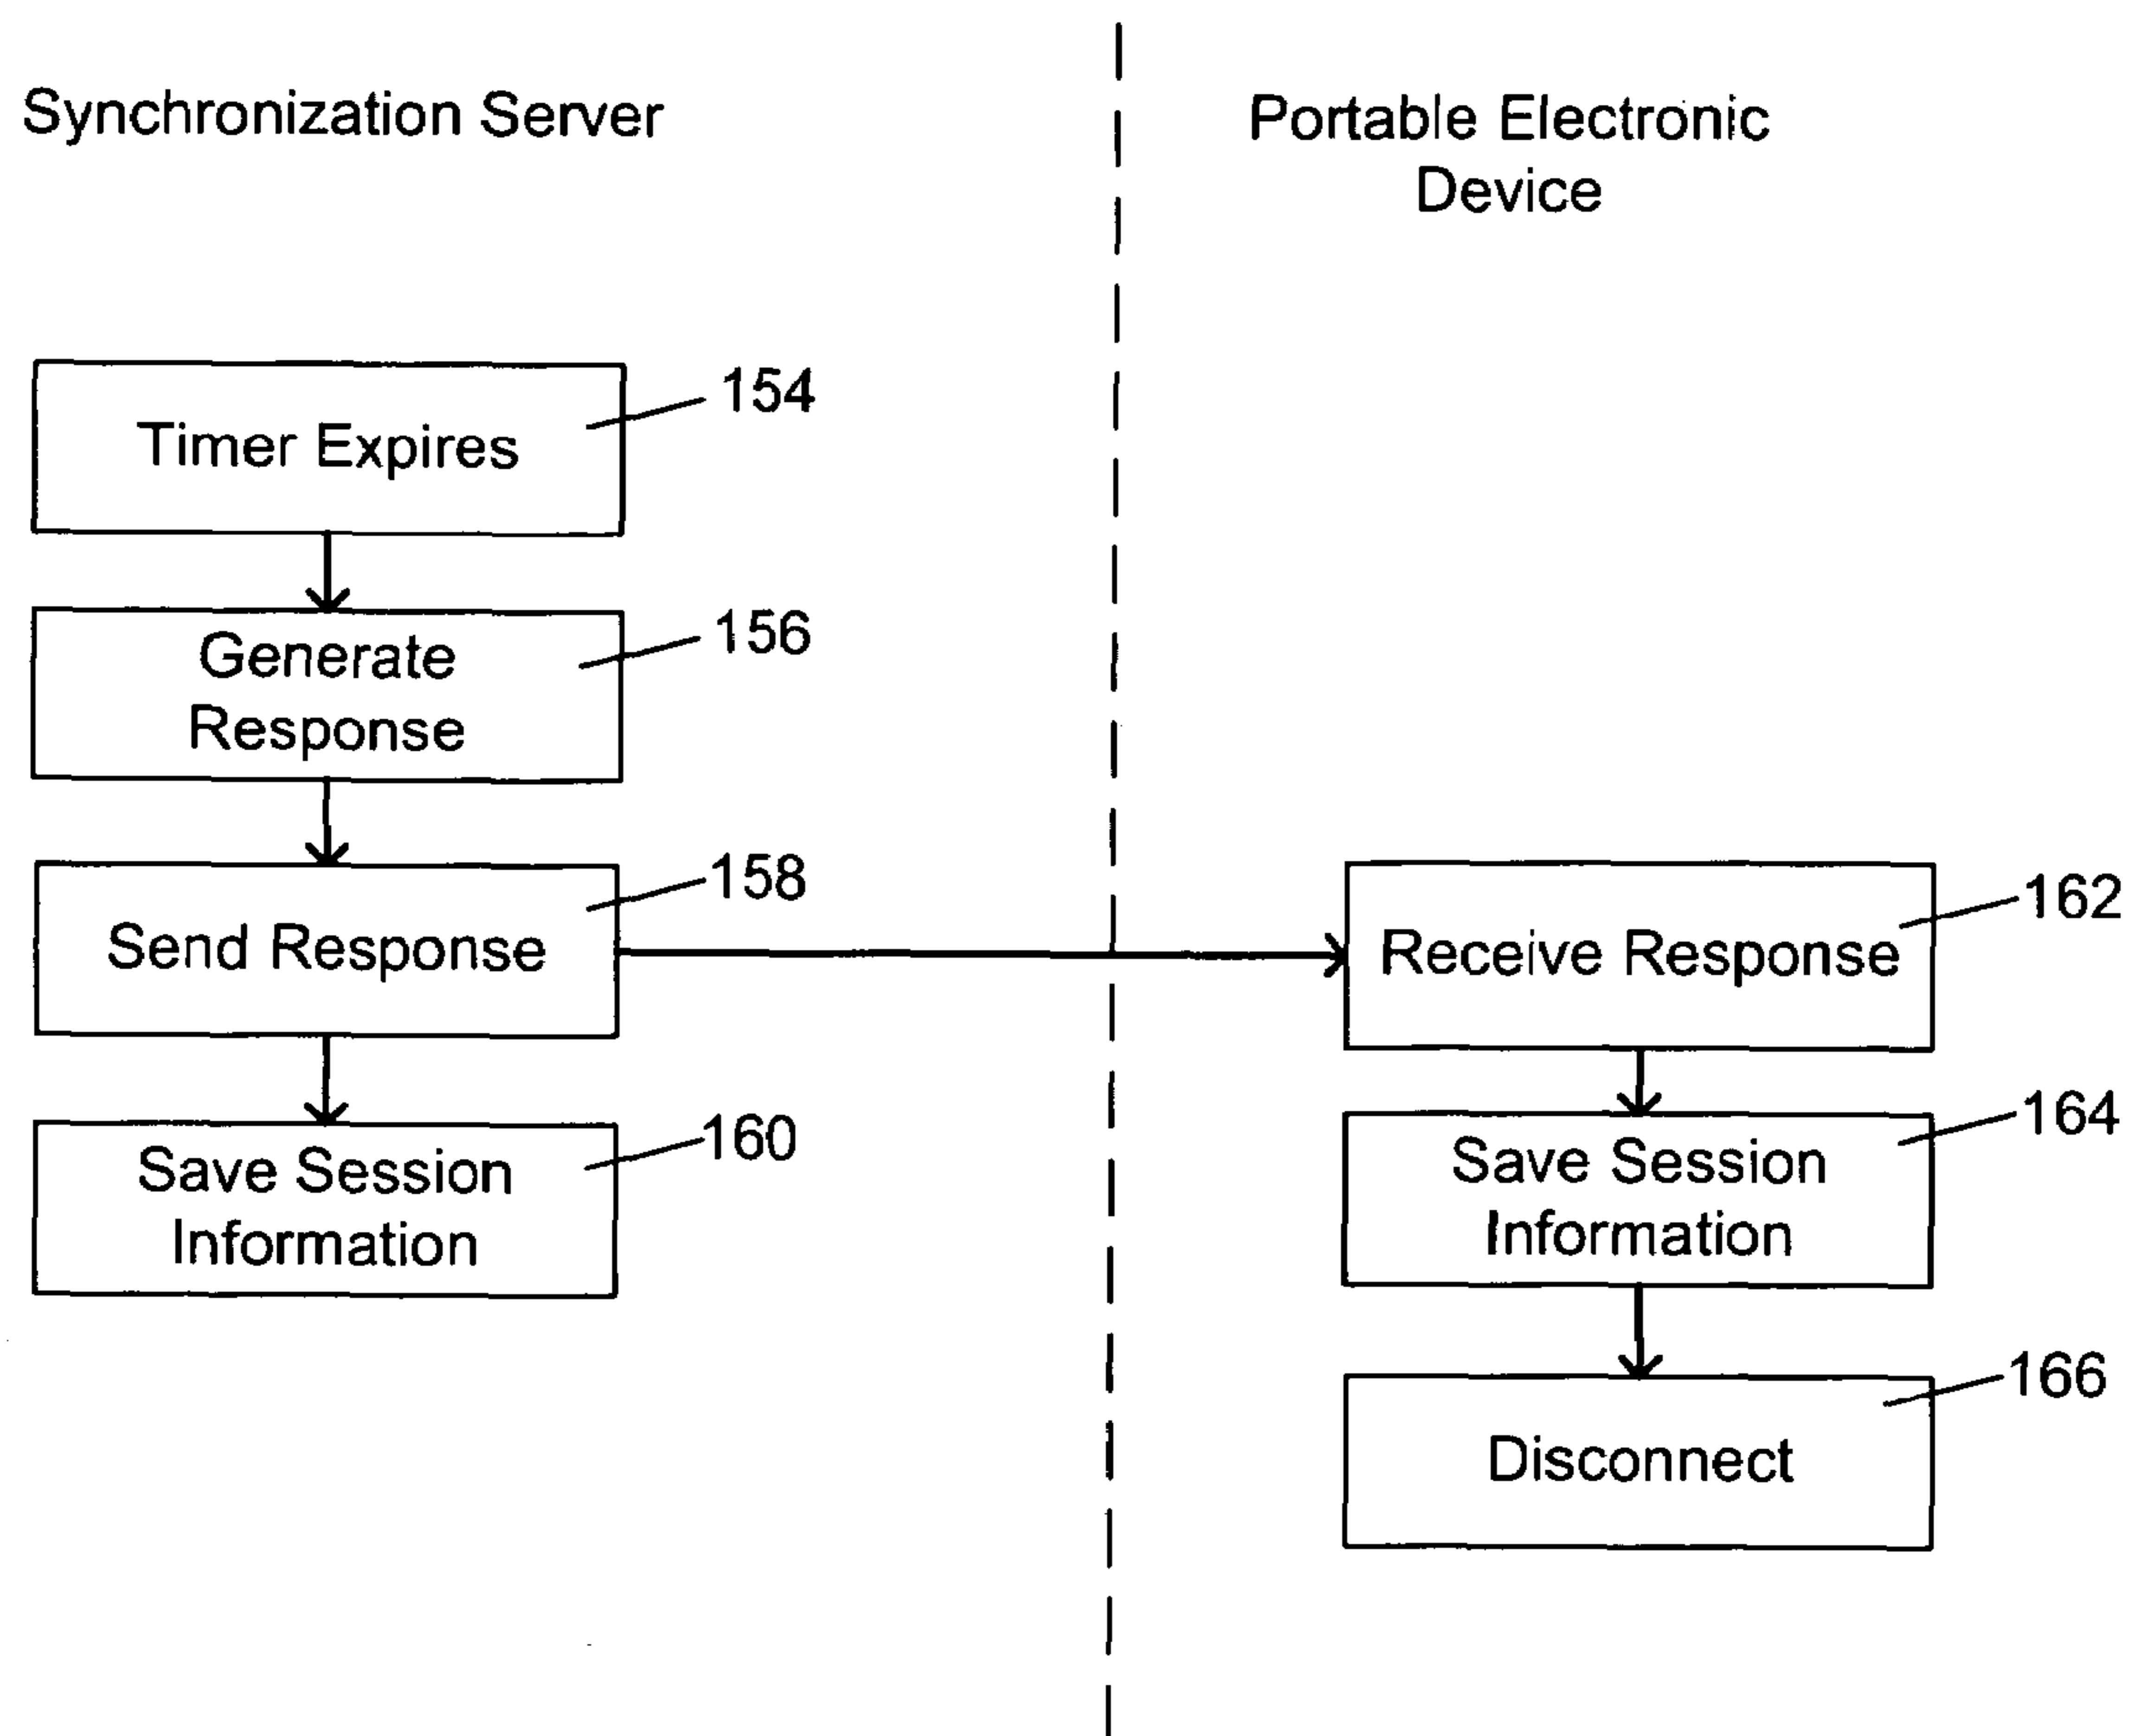 Synchronization Server
Portable Electronic
Device
Timer Expires
154
Generate
Response
156
Send Response
158
Save Session
Information
160
Receive Response
162
Save Session
Information
164
Disconnect
166